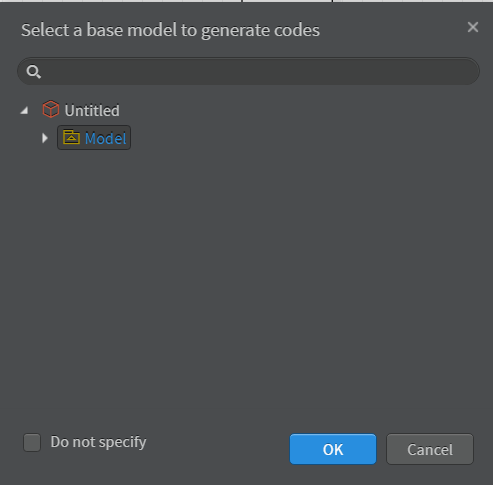 Select a base model to generate codes
Untitled
Model
Do not specify
OK
Cancel